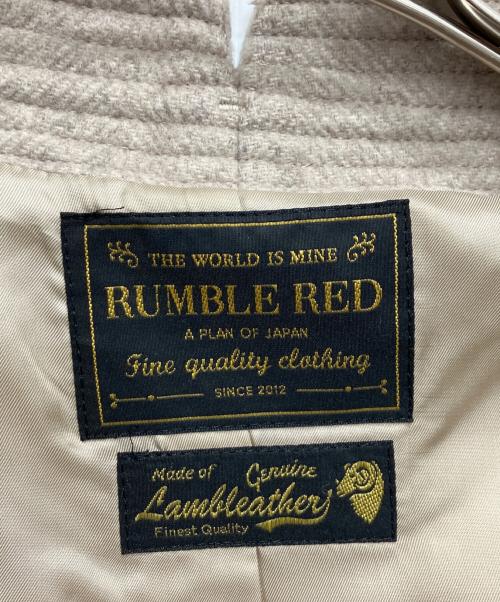 THE WORLD IS MINE
RUMBLE RED
A PLAN OF JAPAN
Fine quality clothing
SINCE 2012
Made of Genuine
Lambleather
Finest Quality